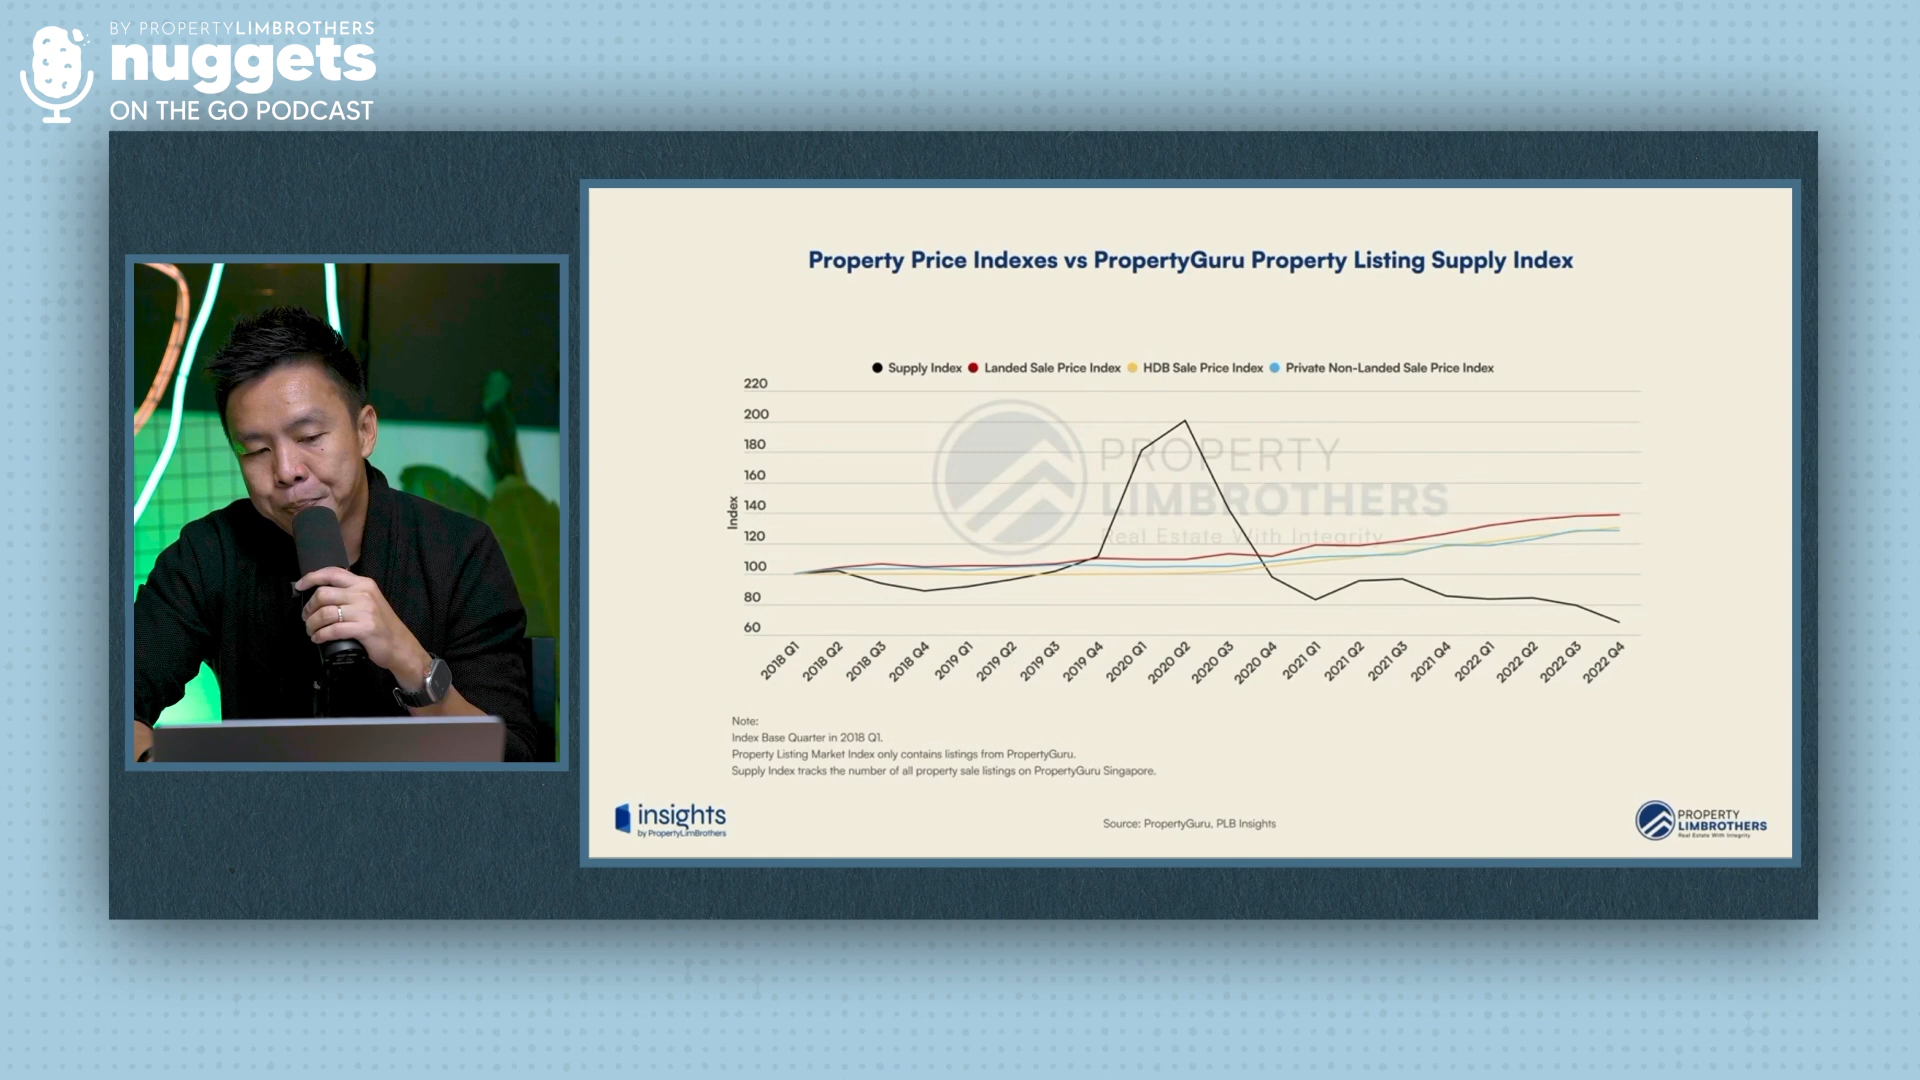 BY PROPERTYLIMBROTHERS
nuggets
ON THE GO PODCAST
Property Price Indexes vs PropertyGuru Property Listing Supply Index
Supply Index Landed Sale Price Index HDB Sale Price Index Private Non-Landed Sale Price Index
220
200
180
160
140
120
100
80
60
Index
PROPERTY
LIMBROTHERS
Real Estate With Integrity
2018 Q1 2018 Q2 2018 Q3 2018 Q4 2019 Q1 2019 Q2 2019 Q3 2019 Q4 2020 Q1 2020 Q2 2020 Q3 2020 Q4 2021 Q1 2021 Q2 2021 Q3 2021 Q4 2022 Q1 2022 Q2 2022 Q3 2022 Q4
Note:
Index Base Quarter in 2018 Q1.
Property Listing Market Index only contains listings from PropertyGuru.
Supply Index tracks the number of all property sale listings on PropertyGuru Singapore.
insights
by PropertyLimBrothers
Source: PropertyGuru, PLB Insights
PROPERTY
LIMBROTHERS
Real Estate With Integrity